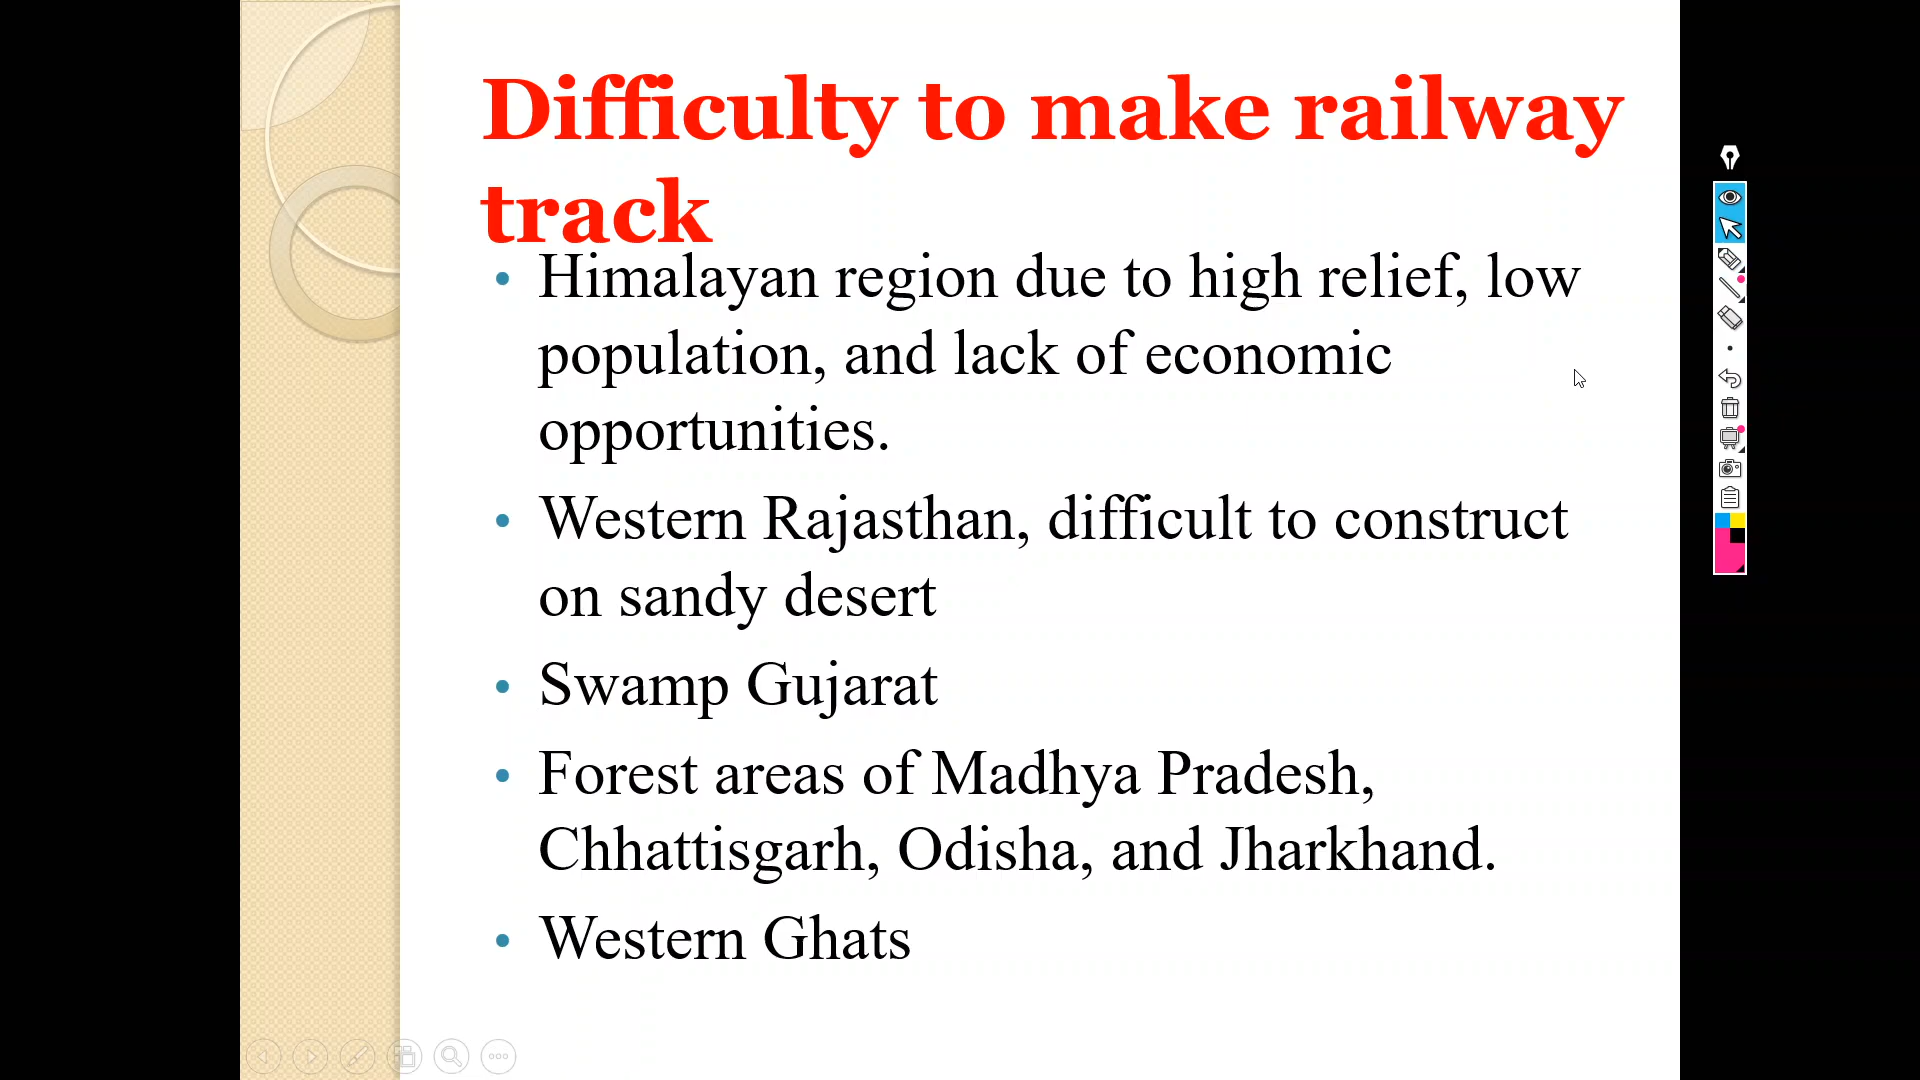 Difficulty to make railway
track
• Himalayan region due to high relief, low
population, and lack of economic
opportunities.
• Western Rajasthan, difficult to construct
on sandy desert
• Swamp Gujarat
• Forest areas of Madhya Pradesh,
Chhattisgarh, Odisha, and Jharkhand.
• Western Ghats